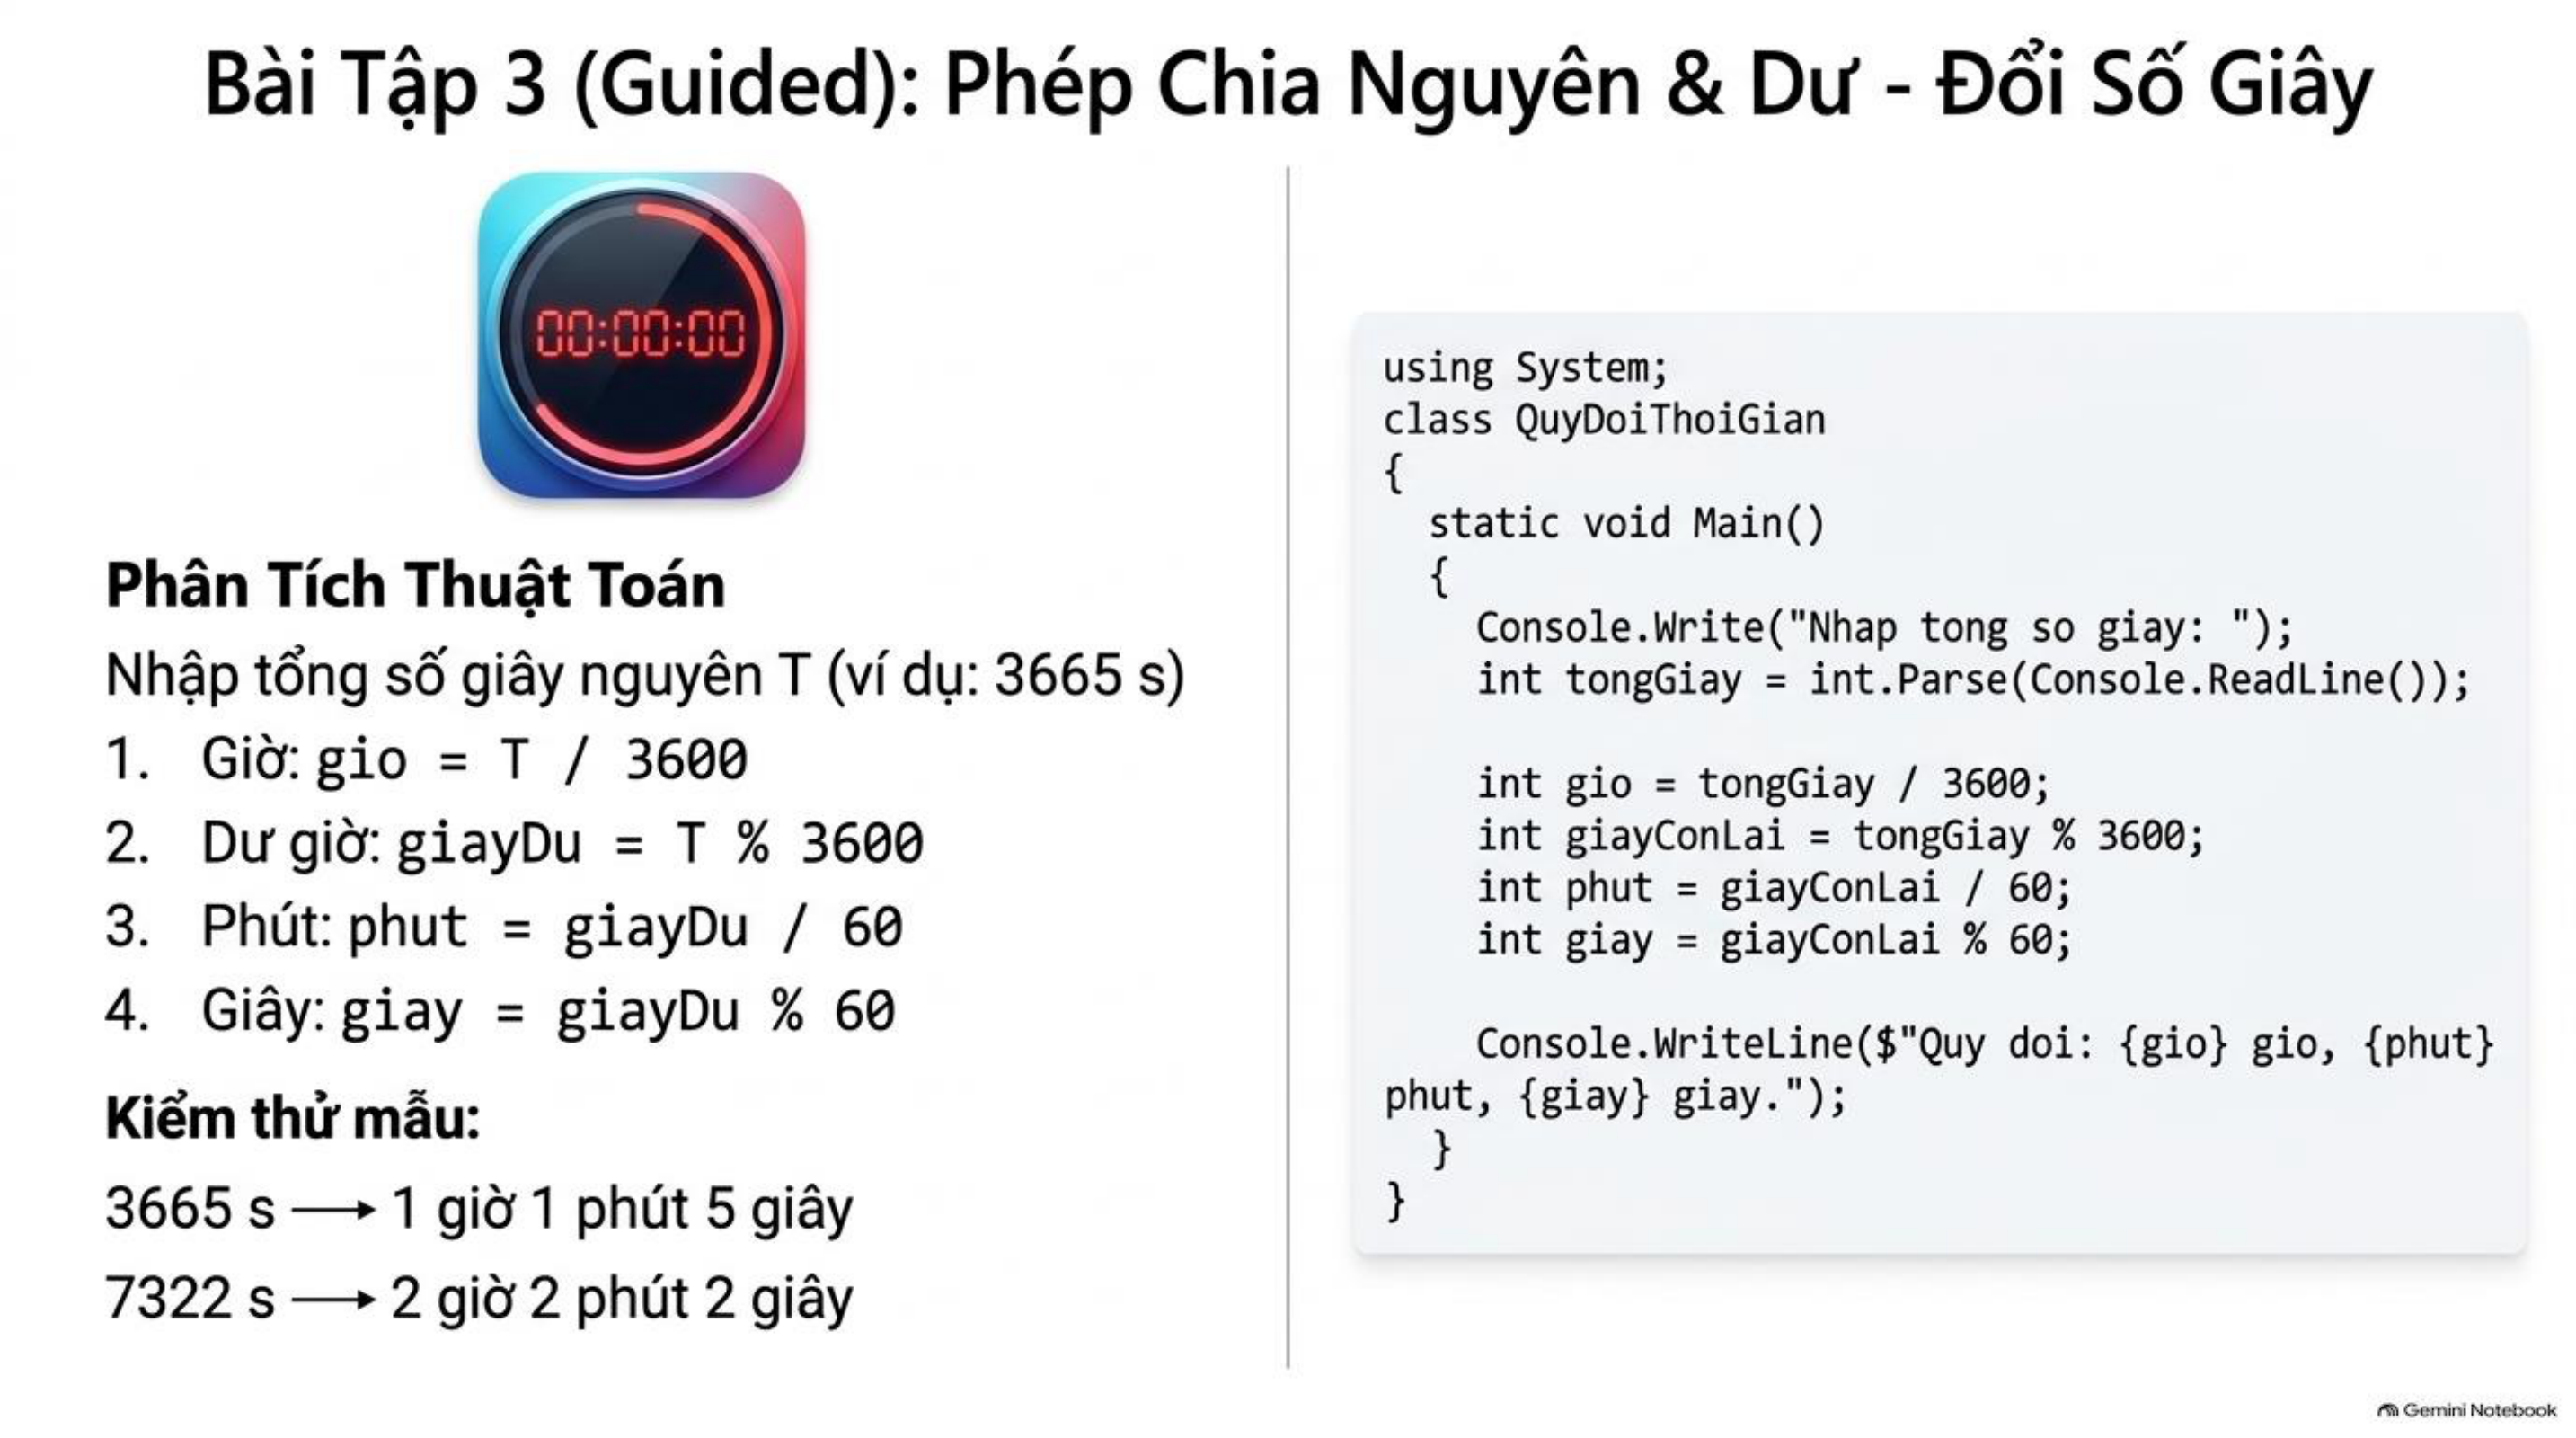 Bài Tập 3 (Guided): Phép Chia Nguyên & Dư - Đổi Số Giây
00:00:00
Phân Tích Thuật Toán
Nhập tổng số giây nguyên T (ví dụ: 3665 s)
1. Giờ: gio = T / 3600
2. Dư giờ: giayDu = T % 3600
3. Phút: phut = giayDu / 60
4. Giây: giay = giayDu % 60
Kiểm thử mẫu:
3665 s ⟶ 1 giờ 1 phút 5 giây
7322 s ⟶ 2 giờ 2 phút 2 giây
using System;
class QuyDoiThoiGian
{
  static void Main()
  {
    Console.Write("Nhap tong so giay: ");
    int tongGiay = int.Parse(Console.ReadLine());

    int gio = tongGiay / 3600;
    int giayConLai = tongGiay % 3600;
    int phut = giayConLai / 60;
    int giay = giayConLai % 60;

    Console.WriteLine($"Quy doi: {gio} gio, {phut}
phut, {giay} giay.");
  }
}
Gemini Notebook